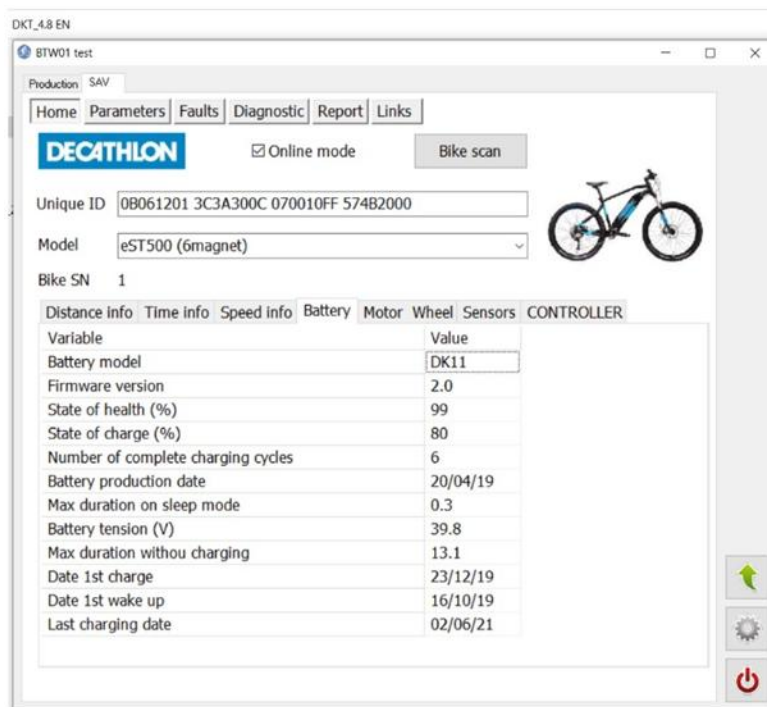 DKT_4.8 EN
BTW01 test
Production SAV
Home Parameters Faults Diagnostic Report Links
DECATHLON Online mode Bike scan
Unique ID 0B061201 3C3A300C 070010FF 574B2000
Model eST500 (6magnet)
Bike SN 1
Distance info Time info Speed info Battery Motor Wheel Sensors CONTROLLER
Variable Value
Battery model DK11
Firmware version 2.0
State of health (%) 99
State of charge (%) 80
Number of complete charging cycles 6
Battery production date 20/04/19
Max duration on sleep mode 0.3
Battery tension (V) 39.8
Max duration withou charging 13.1
Date 1st charge 23/12/19
Date 1st wake up 16/10/19
Last charging date 02/06/21